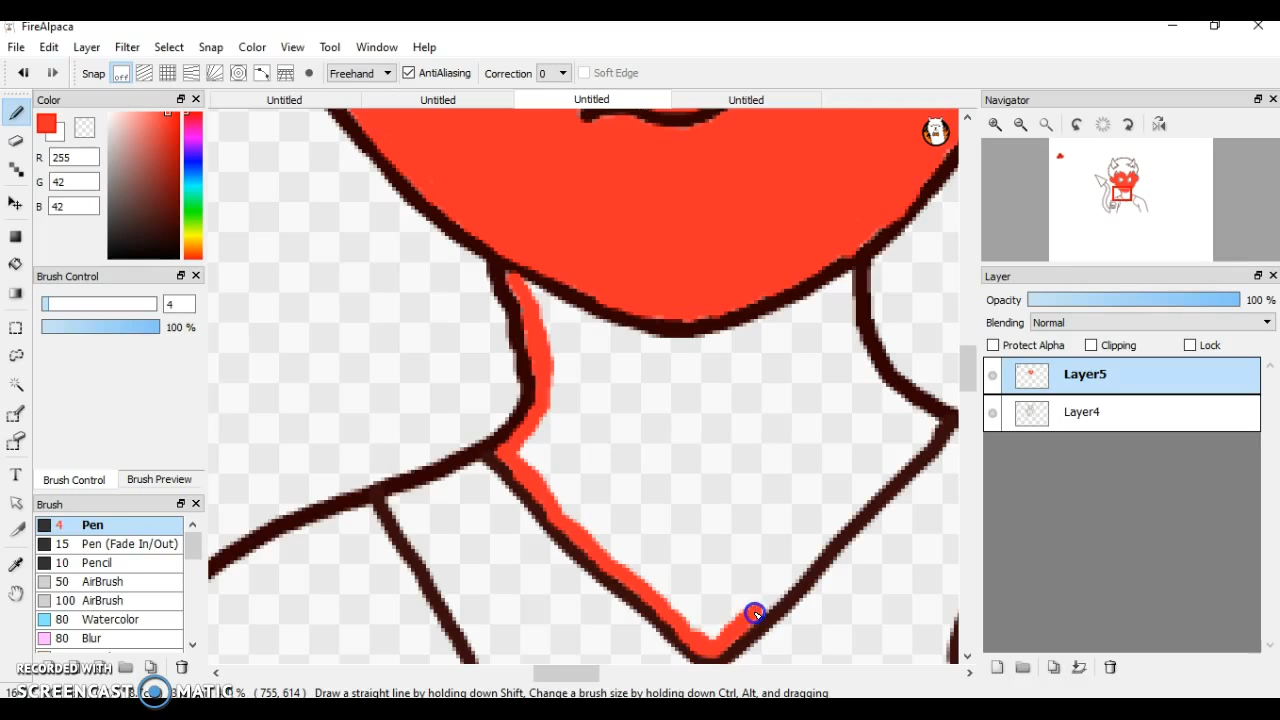 FireAlpaca
File Edit Layer Filter Select Snap Color View Tool Window Help
Snap off Freehand AntiAliasing Correction 0 Soft Edge
Color Untitled Untitled Untitled Untitled Navigator
R 255
G 42
B 42
Brush Control
4
100 %
Brush Control Brush Preview
Brush
4 Pen
15 Pen (Fade In/Out)
10 Pencil
50 AirBrush
100 AirBrush
80 Watercolor
80 Blur
Layer
Opacity 100 %
Blending Normal
Protect Alpha Clipping Lock
Layer5
Layer4
RECORDED WITH
SCREENCAST MATIC
% (755, 614) Draw a straight line by holding down Shift, Change a brush size by holding down Ctrl, Alt, and dragging